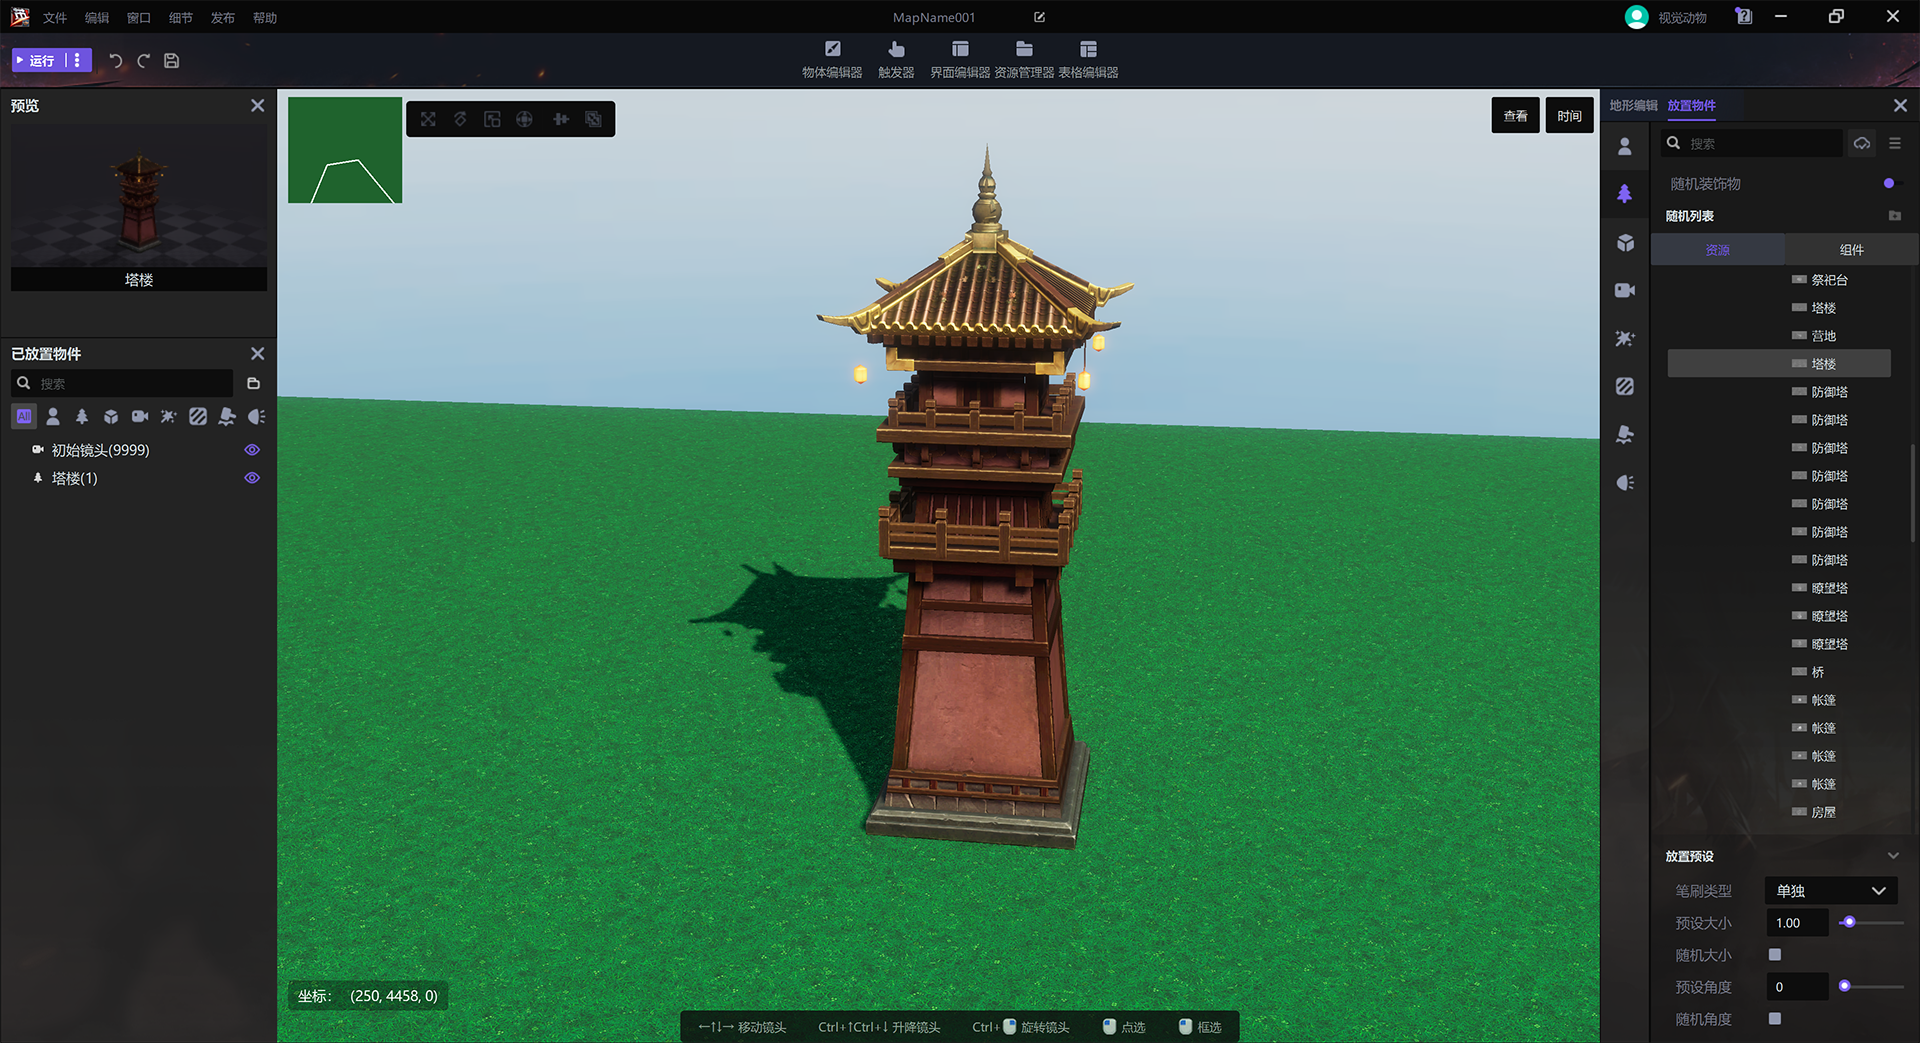 文件 编辑 窗口 细节 发布 帮助
MapName001
视觉动物
运行
物体编辑器 触发器 界面编辑器 资源管理器 表格编辑器
预览
塔楼
已放置物件
搜索
All
初始镜头(9999)
塔楼(1)
查看 时间
坐标: (250, 4458, 0)
←↑↓→ 移动镜头 Ctrl+↑Ctrl+↓ 升降镜头 Ctrl+ 旋转镜头 点选 框选
地形编辑 放置物件
搜索
随机装饰物
随机列表
资源 组件
祭祀台
塔楼
营地
塔楼
防御塔
防御塔
防御塔
防御塔
防御塔
防御塔
防御塔
瞭望塔
瞭望塔
瞭望塔
桥
帐篷
帐篷
帐篷
帐篷
房屋
放置预设
笔刷类型 单独
预设大小 1.00
随机大小
预设角度 0
随机角度